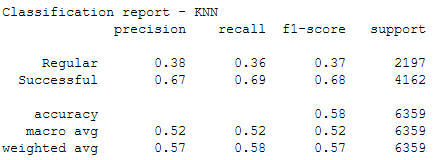 Classification report - KNN
precision recall f1-score support
Regular 0.38 0.36 0.37 2197
Successful 0.67 0.69 0.68 4162
accuracy 0.58 6359
macro avg 0.52 0.52 0.52 6359
weighted avg 0.57 0.58 0.57 6359